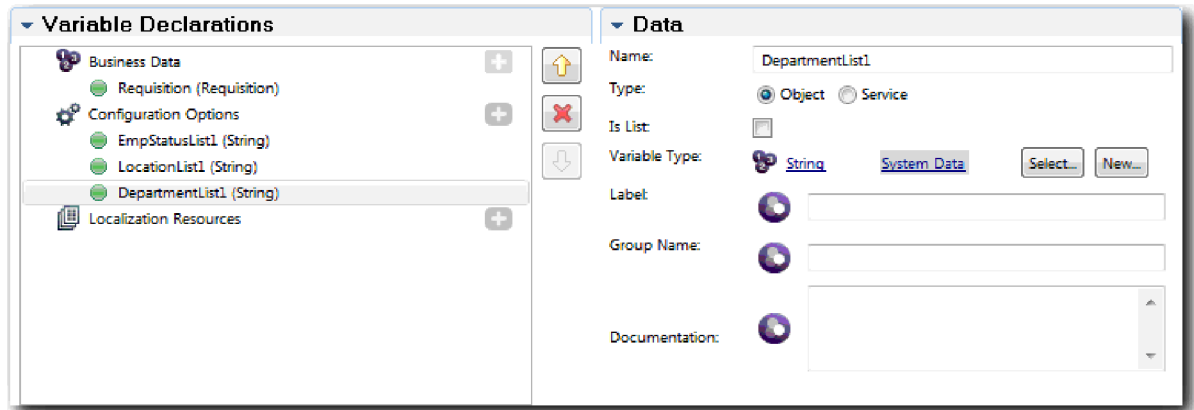 Variable Declarations
Business Data
Requisition (Requisition)
Configuration Options
EmpStatusList1 (String)
LocationList1 (String)
DepartmentList1 (String)
Localization Resources
Data
Name: DepartmentList1
Type: Object Service
Is List:
Variable Type: String System Data Select... New...
Label:
Group Name:
Documentation: